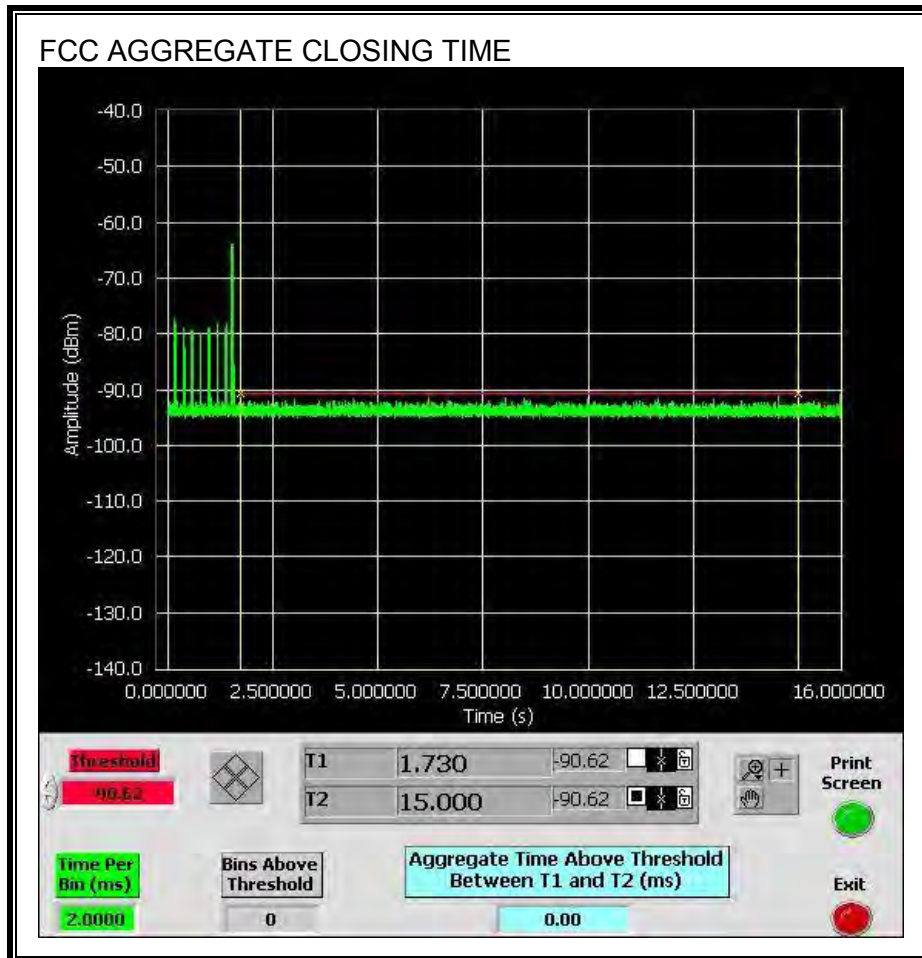 FCC AGGREGATE CLOSING TIME
Amplitude (dBm)
-40.0
-50.0
-60.0
-70.0
-80.0
-90.0
-100.0
-110.0
-120.0
-130.0
-140.0
0.000000 2.500000 5.000000 7.500000 10.000000 12.500000 16.000000
Time (s)
Threshold
-90.62
T1 1.730 -90.62
T2 15.000 -90.62
Print
Screen
Time Per
Bin (ms)
2.0000
Bins Above
Threshold
0
Aggregate Time Above Threshold
Between T1 and T2 (ms)
0.00
Exit